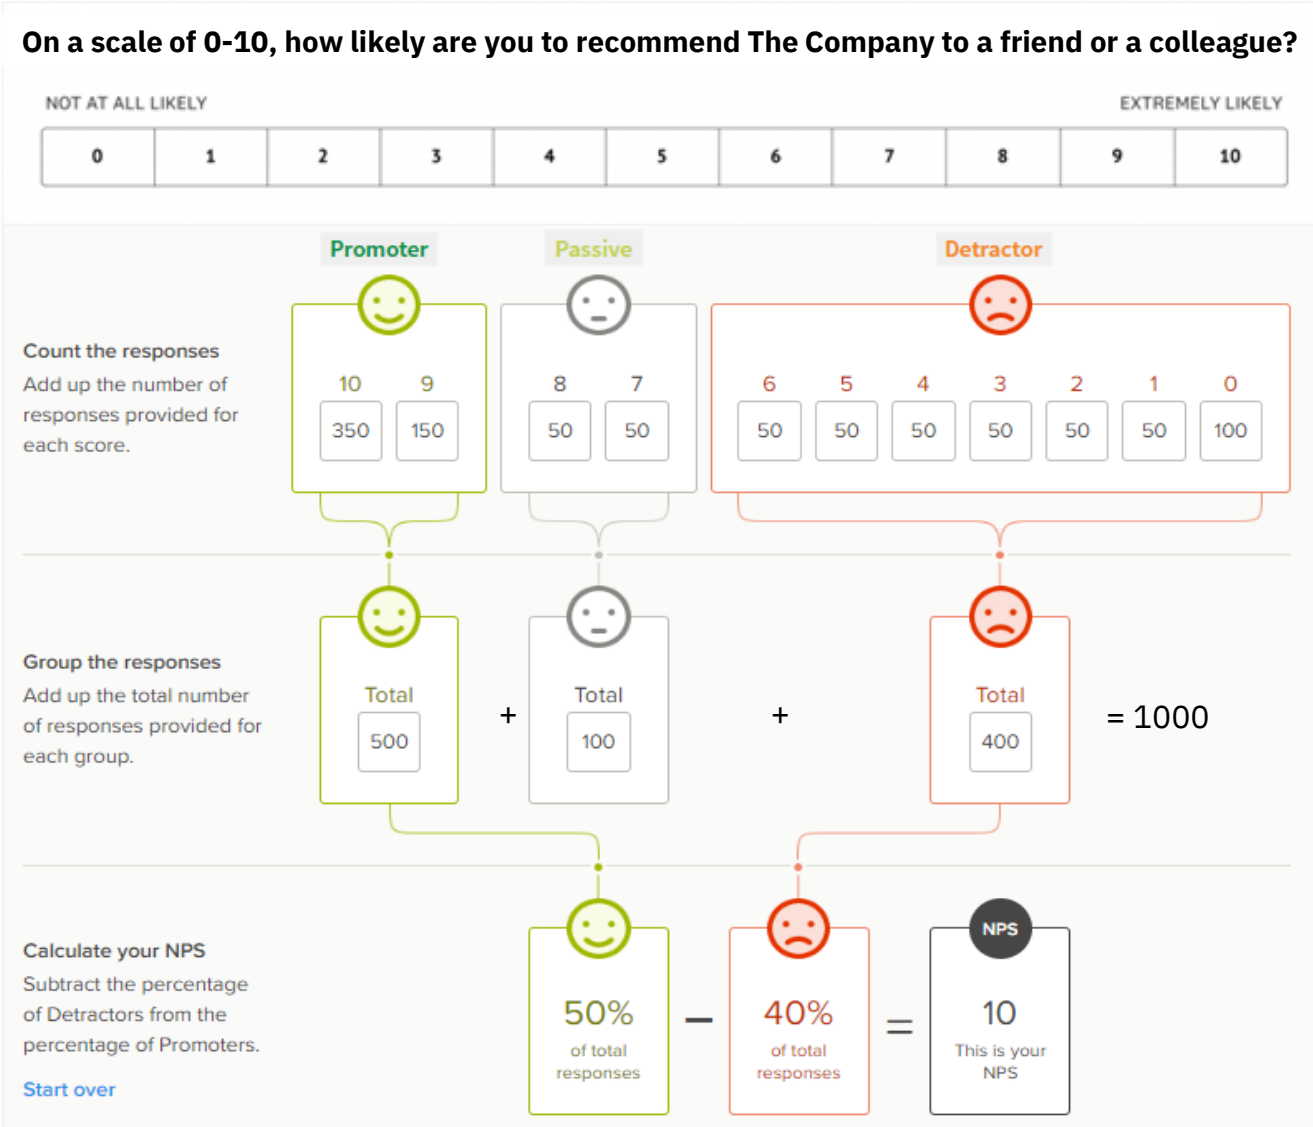 On a scale of 0-10, how likely are you to recommend The Company to a friend or a colleague?
NOT AT ALL LIKELY EXTREMELY LIKELY
0 1 2 3 4 5 6 7 8 9 10
Promoter Passive Detractor
Count the responses
Add up the number of
responses provided for
each score.
10 9 8 7 6 5 4 3 2 1 0
350 150 50 50 50 50 50 50 50 50 100
Group the responses
Add up the total number
of responses provided for
each group.
Total Total Total
500 + 100 + 400 = 1000
Calculate your NPS
Subtract the percentage
of Detractors from the
percentage of Promoters.
Start over
NPS
50% − 40% = 10
of total of total This is your
responses responses NPS